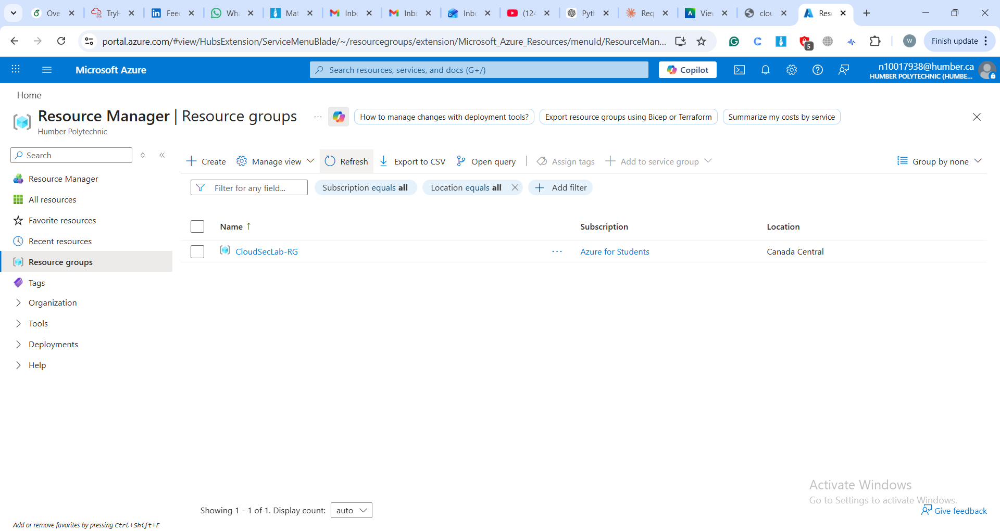 Ove
TryH
Feed
Wha
Mat
Inbo
Inbo
Inbo
(124
Pyth
Req
View
clou
Reso
portal.azure.com/#view/HubsExtension/ServiceMenuBlade/~/resourcegroups/extension/Microsoft_Azure_Resources/menuId/ResourceMan...
5
W
Finish update
Microsoft Azure
Search resources, services, and docs (G+/)
Copilot
n10017938@humber.ca
HUMBER POLYTECHNIC (HUMBE...
Home
Resource Manager | Resource groups
...
How to manage changes with deployment tools?
Export resource groups using Bicep or Terraform
Summarize my costs by service
Humber Polytechnic
Search
Create
Manage view
Refresh
Export to CSV
Open query
Assign tags
Add to service group
Group by none
Resource Manager
All resources
Favorite resources
Recent resources
Resource groups
Tags
Organization
Tools
Deployments
Help
Filter for any field...
Subscription equals all
Location equals all
Add filter
Name ↑
Subscription
Location
CloudSecLab-RG
...
Azure for Students
Canada Central
Activate Windows
Go to Settings to activate Windows.
Showing 1 - 1 of 1. Display count:
auto
Give feedback
Add or remove favorites by pressing Ctrl+Shift+F